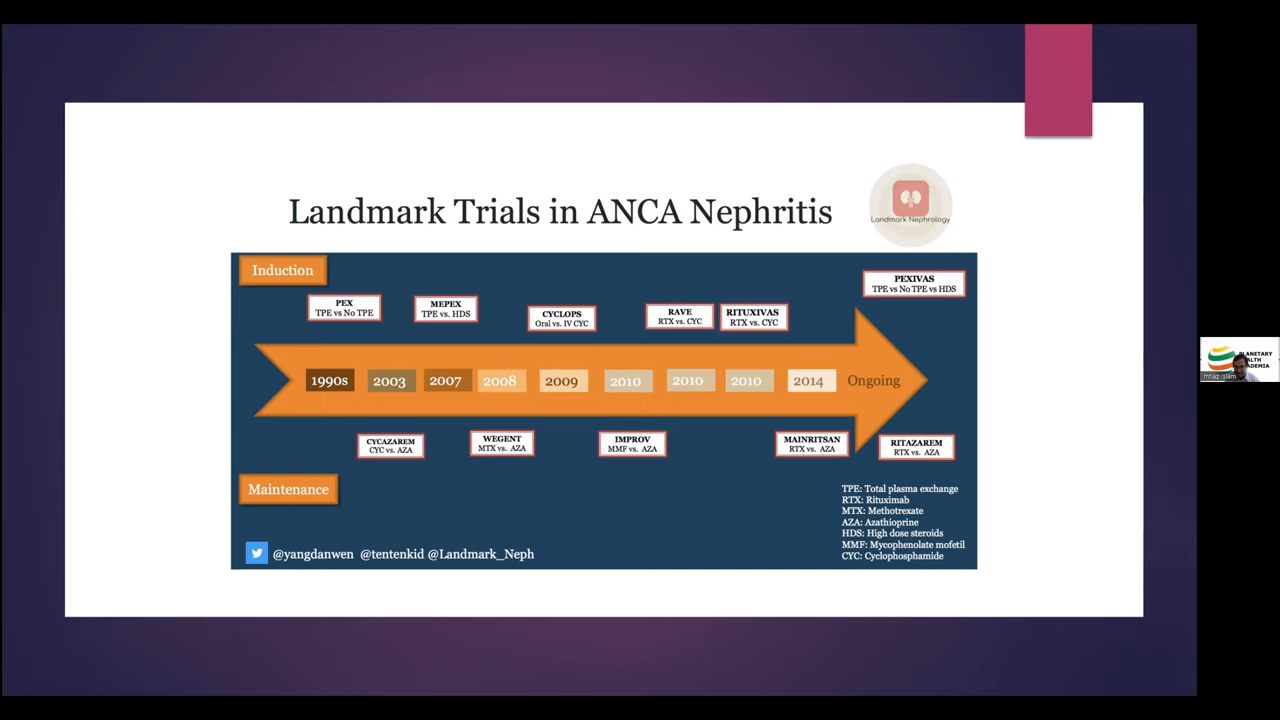 Landmark Trials in ANCA Nephritis
Landmark Nephrology
Induction
PEX
TPE vs No TPE
MEPEX
TPE vs. HDS
CYCLOPS
Oral vs. IV CYC
RAVE
RTX vs. CYC
RITUXIVAS
RTX vs. CYC
PEXIVAS
TPE vs No TPE vs HDS
1990s 2003 2007 2008 2009 2010 2010 2010 2014 Ongoing
CYCAZAREM
CYC vs. AZA
WEGENT
MTX vs. AZA
IMPROV
MMF vs. AZA
MAINRITSAN
RTX vs. AZA
RITAZAREM
RTX vs. AZA
Maintenance
TPE: Total plasma exchange
RTX: Rituximab
MTX: Methotrexate
AZA: Azathioprine
HDS: High dose steroids
MMF: Mycophenolate mofetil
CYC: Cyclophosphamide
@yangdanwen @tentenkid @Landmark_Neph
Imtiaz Islam